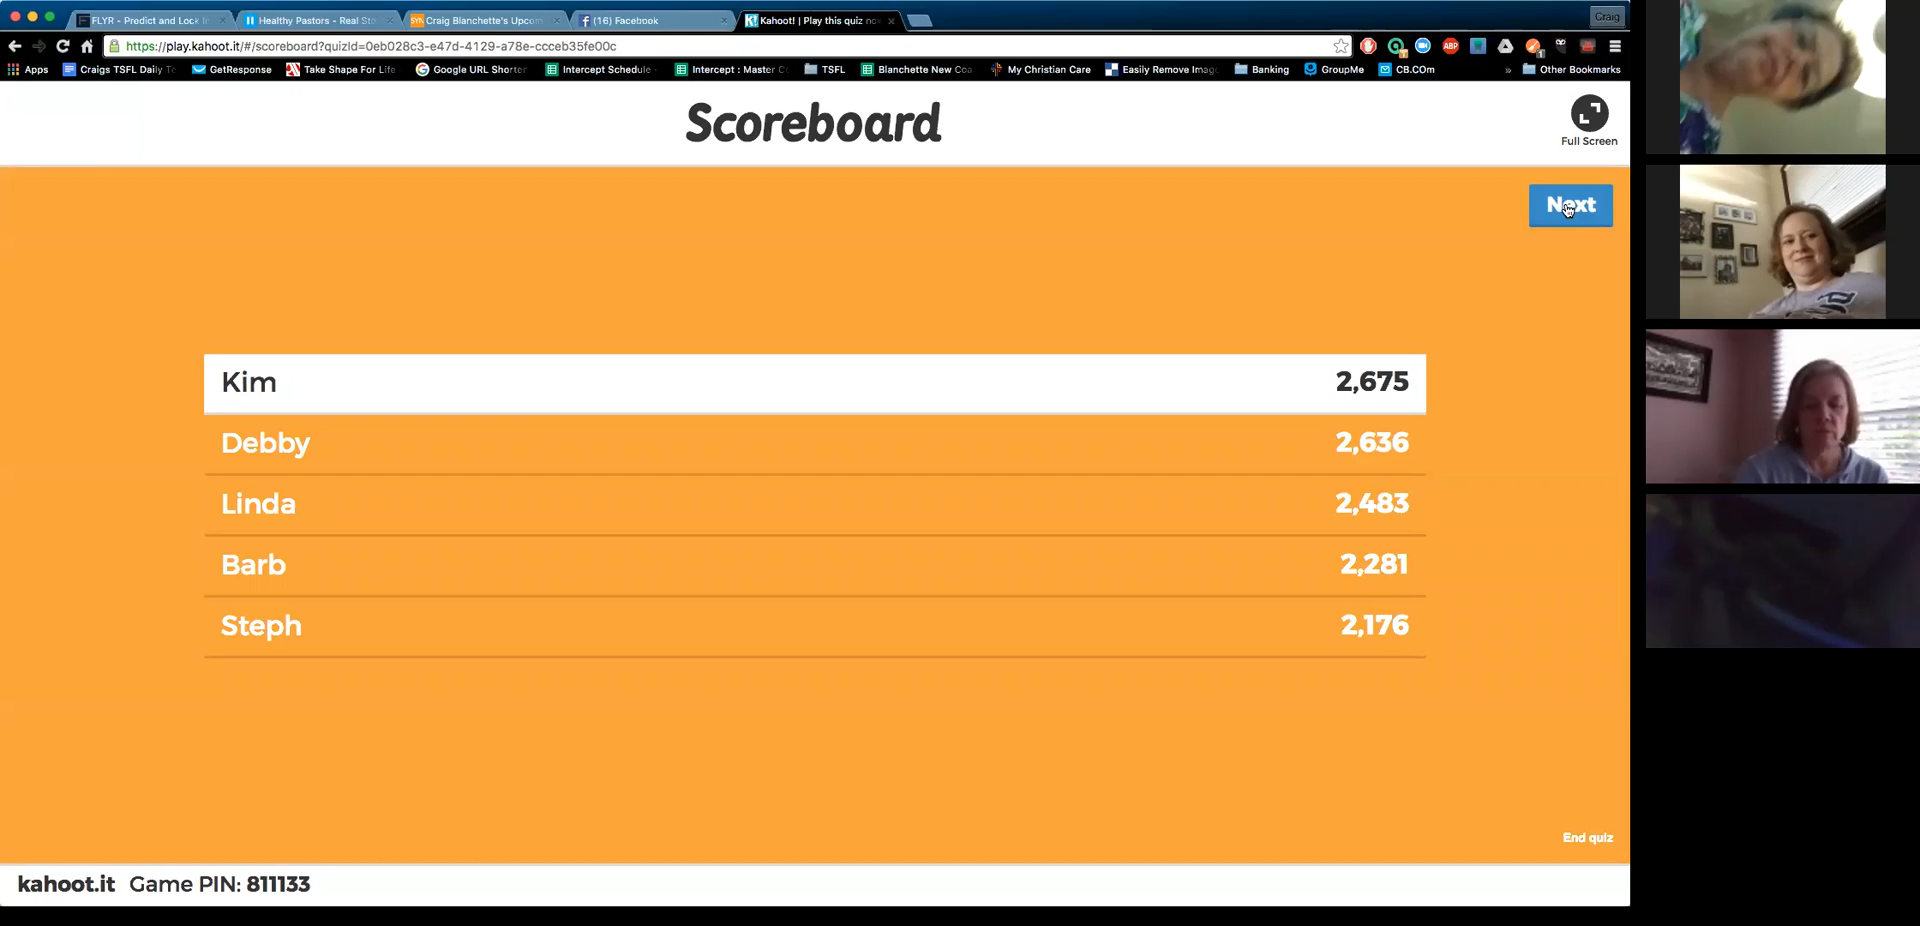 FLYR - Predict and Lock
Healthy Pastors - Real Sto
Craig Blanchette's Upcom
(16) Facebook
Kahoot! | Play this quiz no
Craig
https://play.kahoot.it/#/scoreboard?quizId=0eb028c3-e47d-4129-a78e-ccceb35fe00c
ABP
Apps
Craigs TSFL Daily T
GetResponse
Take Shape For Life
Google URL Shorte
Intercept Schedule
Intercept : Master C
TSFL
Blanchette New Coa
My Christian Care
Easily Remove Imag
Banking
GroupMe
CB.COm
»
Other Bookmarks
Scoreboard
Full Screen
Next
Kim 2,675
Debby 2,636
Linda 2,483
Barb 2,281
Steph 2,176
End quiz
kahoot.it Game PIN: 811133